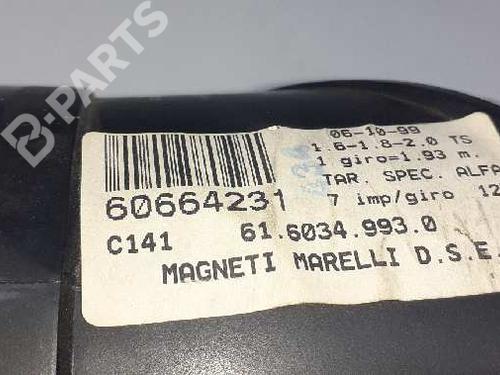 B-PARTS
06-10-99
1.6-1.8-2.0 TS
1 giro=1.93 m.
TAR. SPEC. ALFA
7 imp/giro 12
60664231
C141 61.6034.993.0
MAGNETI MARELLI D.S.E.